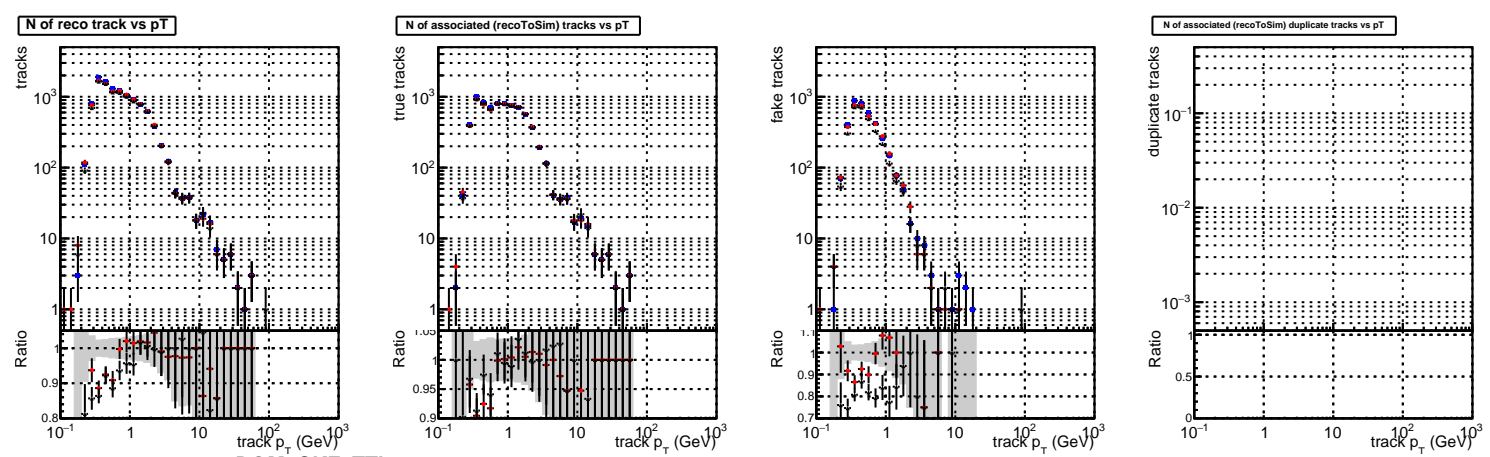 N of reco track vs pT
tracks
10³
10²
10
1
Ratio
1
0.9
0.8
10⁻¹ 1 10 10² 10³
track p_T (GeV)
N of associated (recoToSim) tracks vs pT
true tracks
10³
10²
10
1
Ratio
1.05
1
0.95
0.9
10⁻¹ 1 10 10² 10³
track p_T (GeV)
fake tracks
10³
10²
10
1
Ratio
1.1
1
0.9
0.8
0.7
10⁻¹ 1 10 10² 10³
track p_T (GeV)
N of associated (recoToSim) duplicate tracks vs pT
duplicate tracks
10⁻¹
10⁻²
10⁻³
Ratio
1
0.5
0
10⁻¹ 1 10 10² 10³
track p_T (GeV)